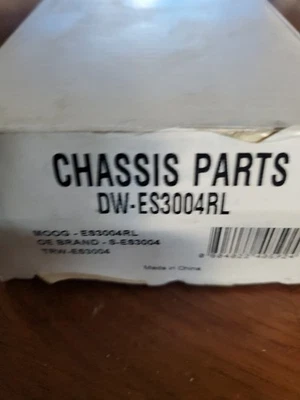 CHASSIS PARTS
DW-ES3004RL
MOOG - ES3004RL
OE BRAND - S-ES3004
TRW-ES3004
Made in China